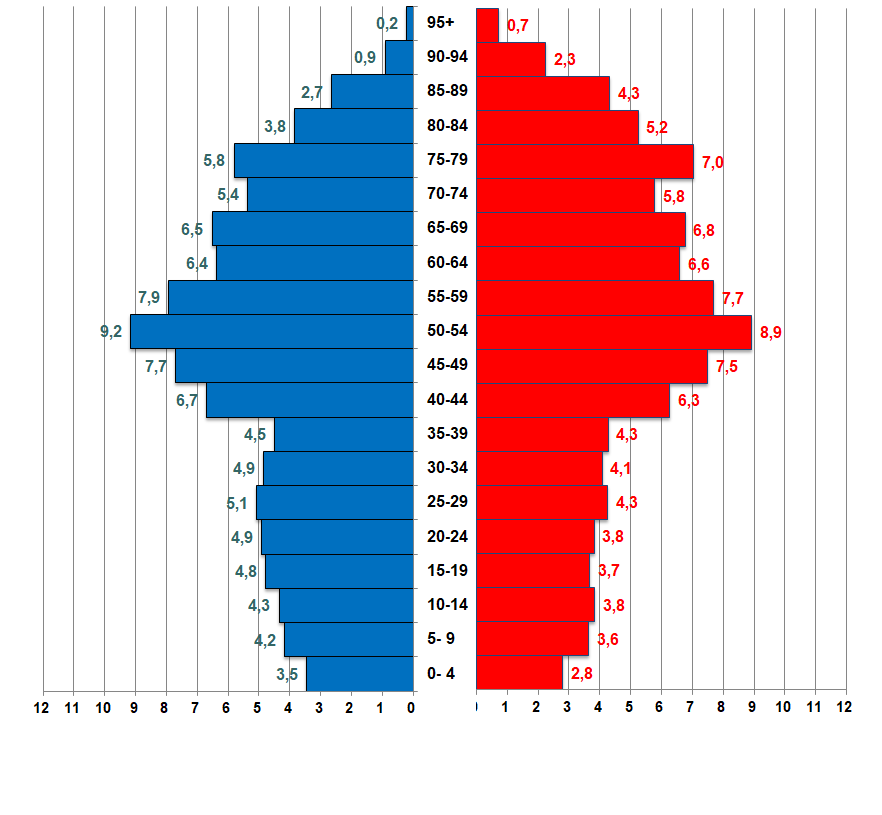 0,2 95+ 0,7
0,9 90-94 2,3
2,7 85-89 4,3
3,8 80-84 5,2
5,8 75-79 7,0
5,4 70-74 5,8
6,5 65-69 6,8
6,4 60-64 6,6
7,9 55-59 7,7
9,2 50-54 8,9
7,7 45-49 7,5
6,7 40-44 6,3
4,5 35-39 4,3
4,9 30-34 4,1
5,1 25-29 4,3
4,9 20-24 3,8
4,8 15-19 3,7
4,3 10-14 3,8
4,2 5- 9 3,6
3,5 0- 4 2,8
12 11 10 9 8 7 6 5 4 3 2 1 0 0 1 2 3 4 5 6 7 8 9 10 11 12